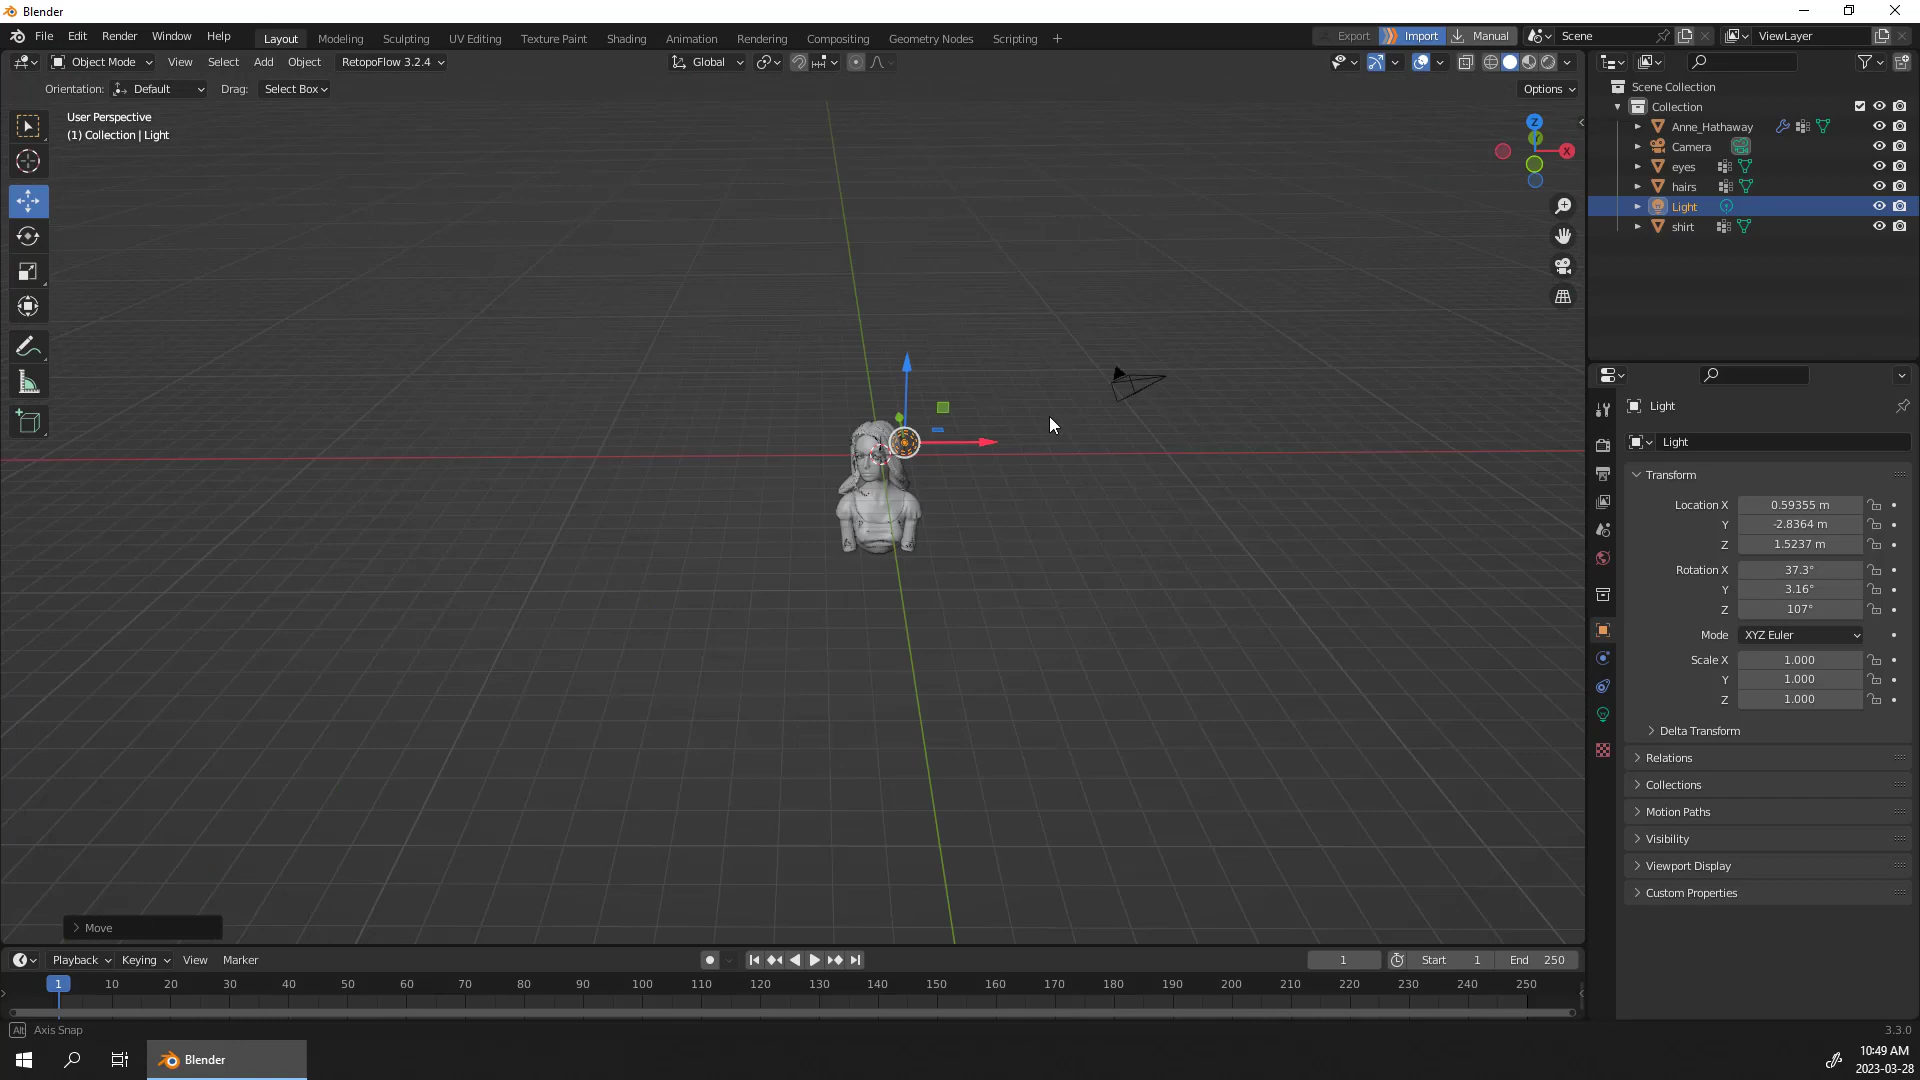 Blender
File Edit Render Window Help Layout Modeling Sculpting UV Editing Texture Paint Shading Animation Rendering Compositing Geometry Nodes Scripting + Export Import Manual Scene ViewLayer
Object Mode View Select Add Object RetopoFlow 3.2.4 Global
Orientation: Default Drag: Select Box Options
User Perspective
(1) Collection | Light
Z
Y
X
Scene Collection
Collection
Anne_Hathaway
Camera
eyes
hairs
Light
shirt
Light
Light
Transform
Location X 0.59355 m
Y -2.8364 m
Z 1.5237 m
Rotation X 37.3°
Y 3.16°
Z 107°
Mode XYZ Euler
Scale X 1.000
Y 1.000
Z 1.000
Delta Transform
Relations
Collections
Motion Paths
Visibility
Viewport Display
Custom Properties
Move
Playback Keying View Marker 1 Start 1 End 250
1 10 20 30 40 50 60 70 80 90 100 110 120 130 140 150 160 170 180 190 200 210 220 230 240 250
Alt Axis Snap 3.3.0
Blender
10:49 AM
2023-03-28